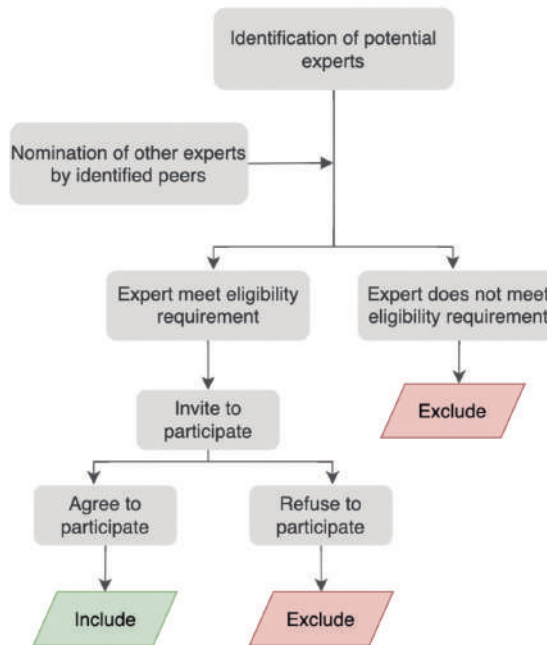 Identification of potential
experts
Nomination of other experts
by identified peers
Expert meet eligibility
requirement
Expert does not meet
eligibility requirement
Invite to
participate
Exclude
Agree to
participate
Refuse to
participate
Include
Exclude